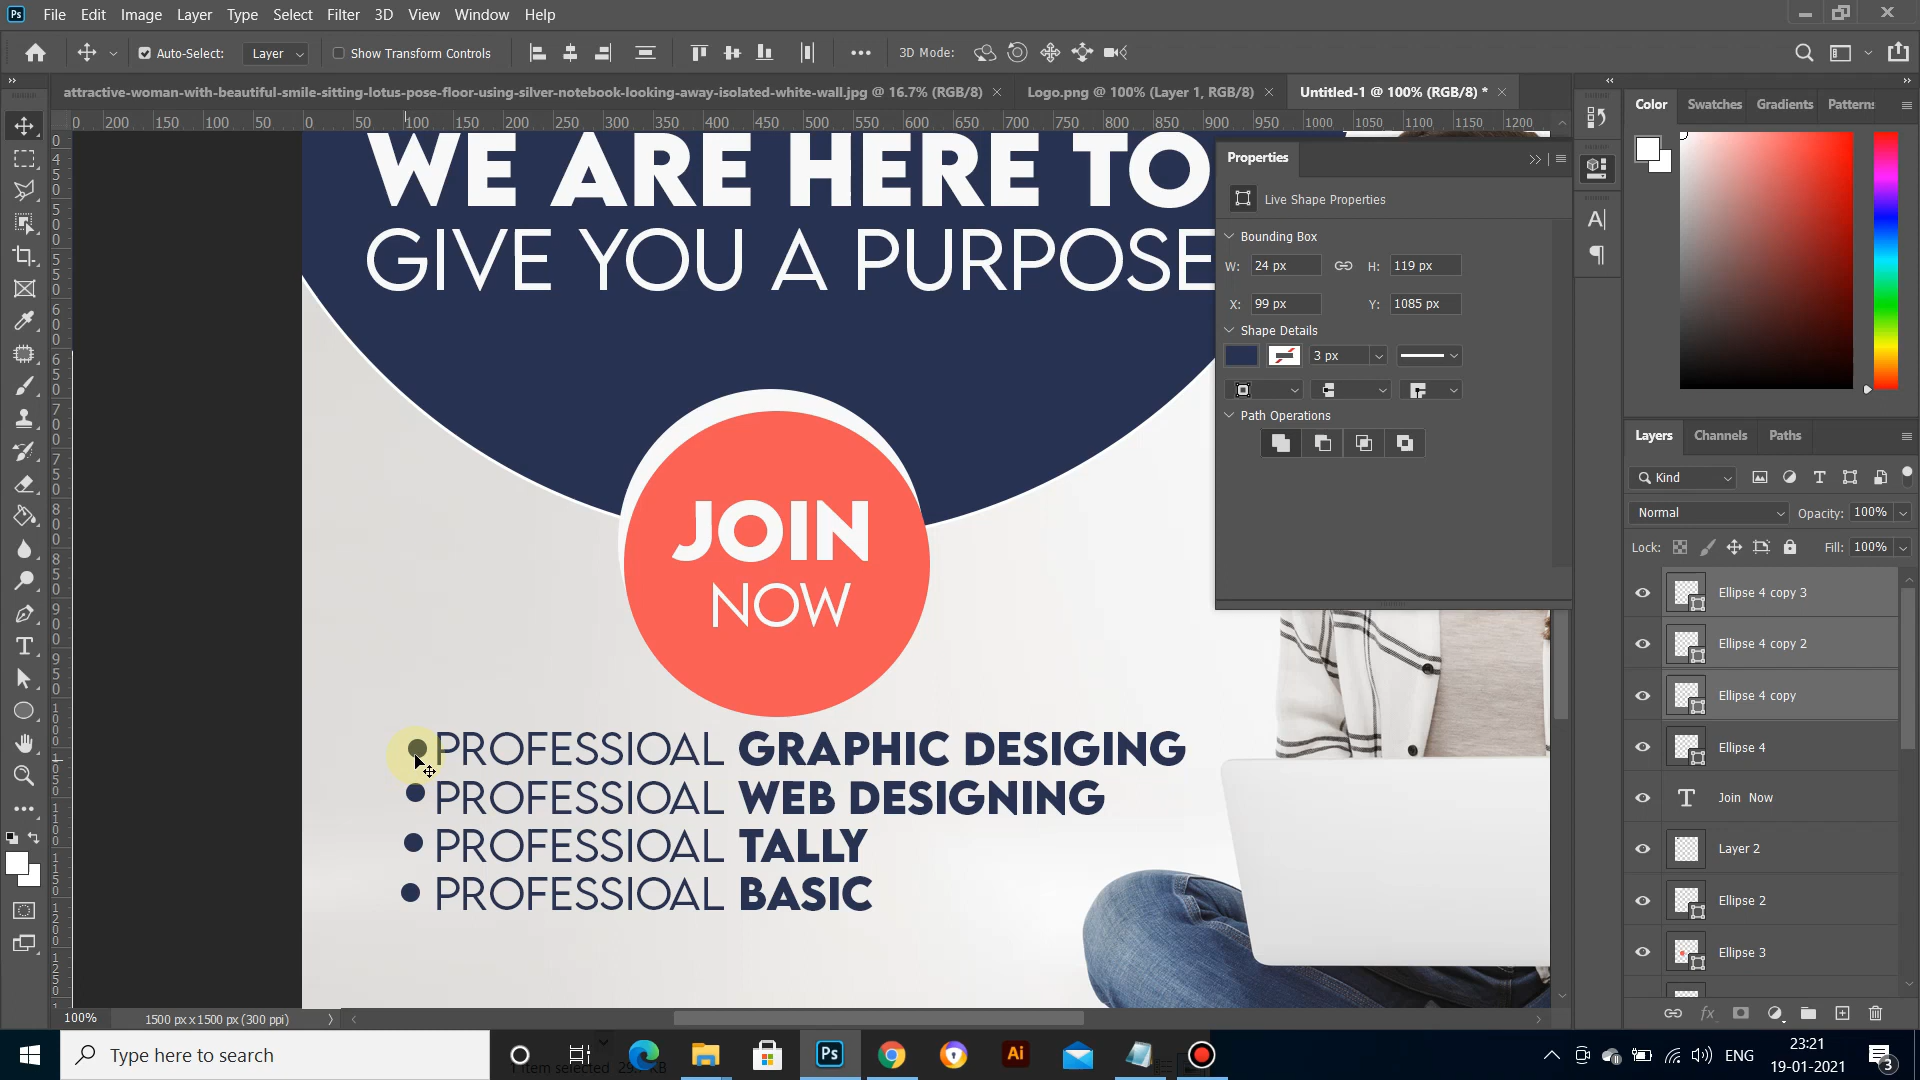 Ps File Edit Image Layer Type Select Filter 3D View Window Help
Auto-Select: Layer Show Transform Controls 3D Mode:
attractive-woman-with-beautiful-smile-sitting-lotus-pose-floor-using-silver-notebook-looking-away-isolated-white-wall.jpg @ 16.7% (RGB/8) Logo.png @ 100% (Layer 1, RGB/8) Untitled-1 @ 100% (RGB/8) *
Color Swatches Gradients Patterns
0 200 150 100 50 0 50 100 150 200 250 300 350 400 450 500 550 600 650 700 750 800 850 900 950 1000 1050 1100 1150 1200
WE ARE HERE TO
GIVE YOU A PURPOSE
JOIN
NOW
PROFESSIOAL GRAPHIC DESIGING
PROFESSIOAL WEB DESIGNING
PROFESSIOAL TALLY
PROFESSIOAL BASIC
Properties
Live Shape Properties
Bounding Box
W: 24 px H: 119 px
X: 99 px Y: 1085 px
Shape Details
3 px
Path Operations
Layers Channels Paths
Kind
Normal Opacity: 100%
Lock: Fill: 100%
Ellipse 4 copy 3
Ellipse 4 copy 2
Ellipse 4 copy
Ellipse 4
Join Now
Layer 2
Ellipse 2
Ellipse 3
100% 1500 px x 1500 px (300 ppi)
Type here to search
Ps Ai
ENG
23:21
19-01-2021
3